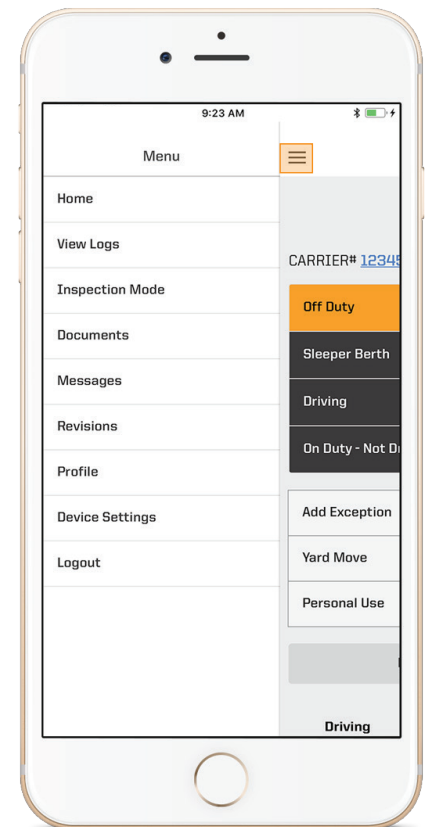 9:23 AM
Menu
Home
View Logs
Inspection Mode
Documents
Messages
Revisions
Profile
Device Settings
Logout
CARRIER# 12345
Off Duty
Sleeper Berth
Driving
On Duty - Not D
Add Exception
Yard Move
Personal Use
Driving